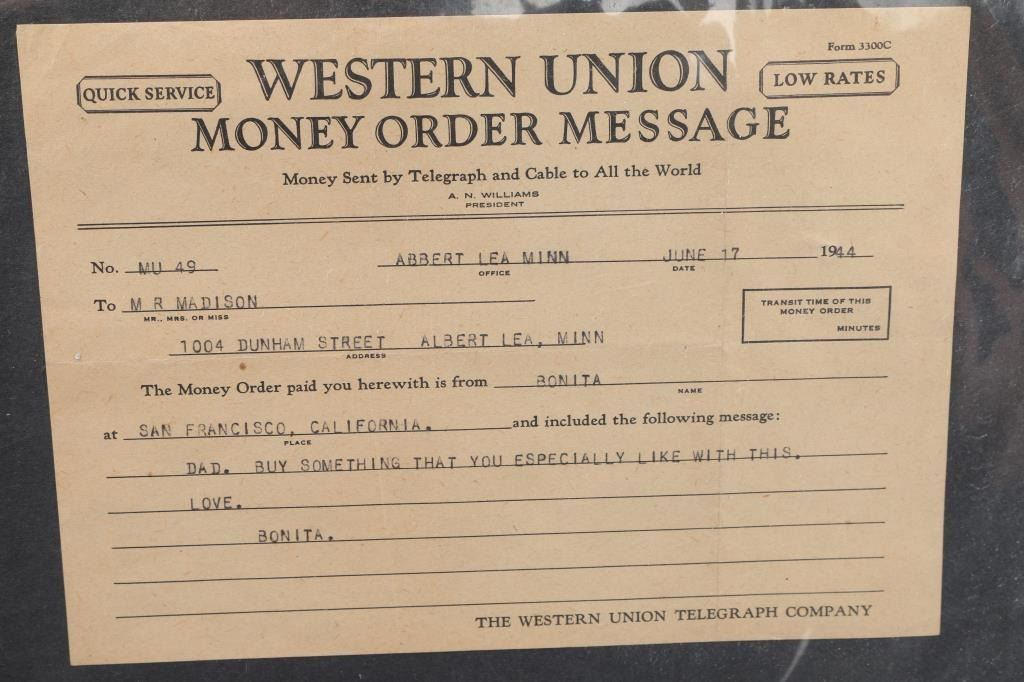 Form 3300C
QUICK SERVICE WESTERN UNION LOW RATES
MONEY ORDER MESSAGE
Money Sent by Telegraph and Cable to All the World
A. N. WILLIAMS
PRESIDENT
No. MU 49 ABBERT LEA MINN JUNE 17 1944
OFFICE DATE
To M R MADISON
MR., MRS. OR MISS
TRANSIT TIME OF THIS
MONEY ORDER
MINUTES
1004 DUNHAM STREET ALBERT LEA, MINN
ADDRESS
The Money Order paid you herewith is from BONITA
NAME
at SAN FRANCISCO, CALIFORNIA. and included the following message:
PLACE
DAD. BUY SOMETHING THAT YOU ESPECIALLY LIKE WITH THIS.
LOVE.
BONITA.
THE WESTERN UNION TELEGRAPH COMPANY